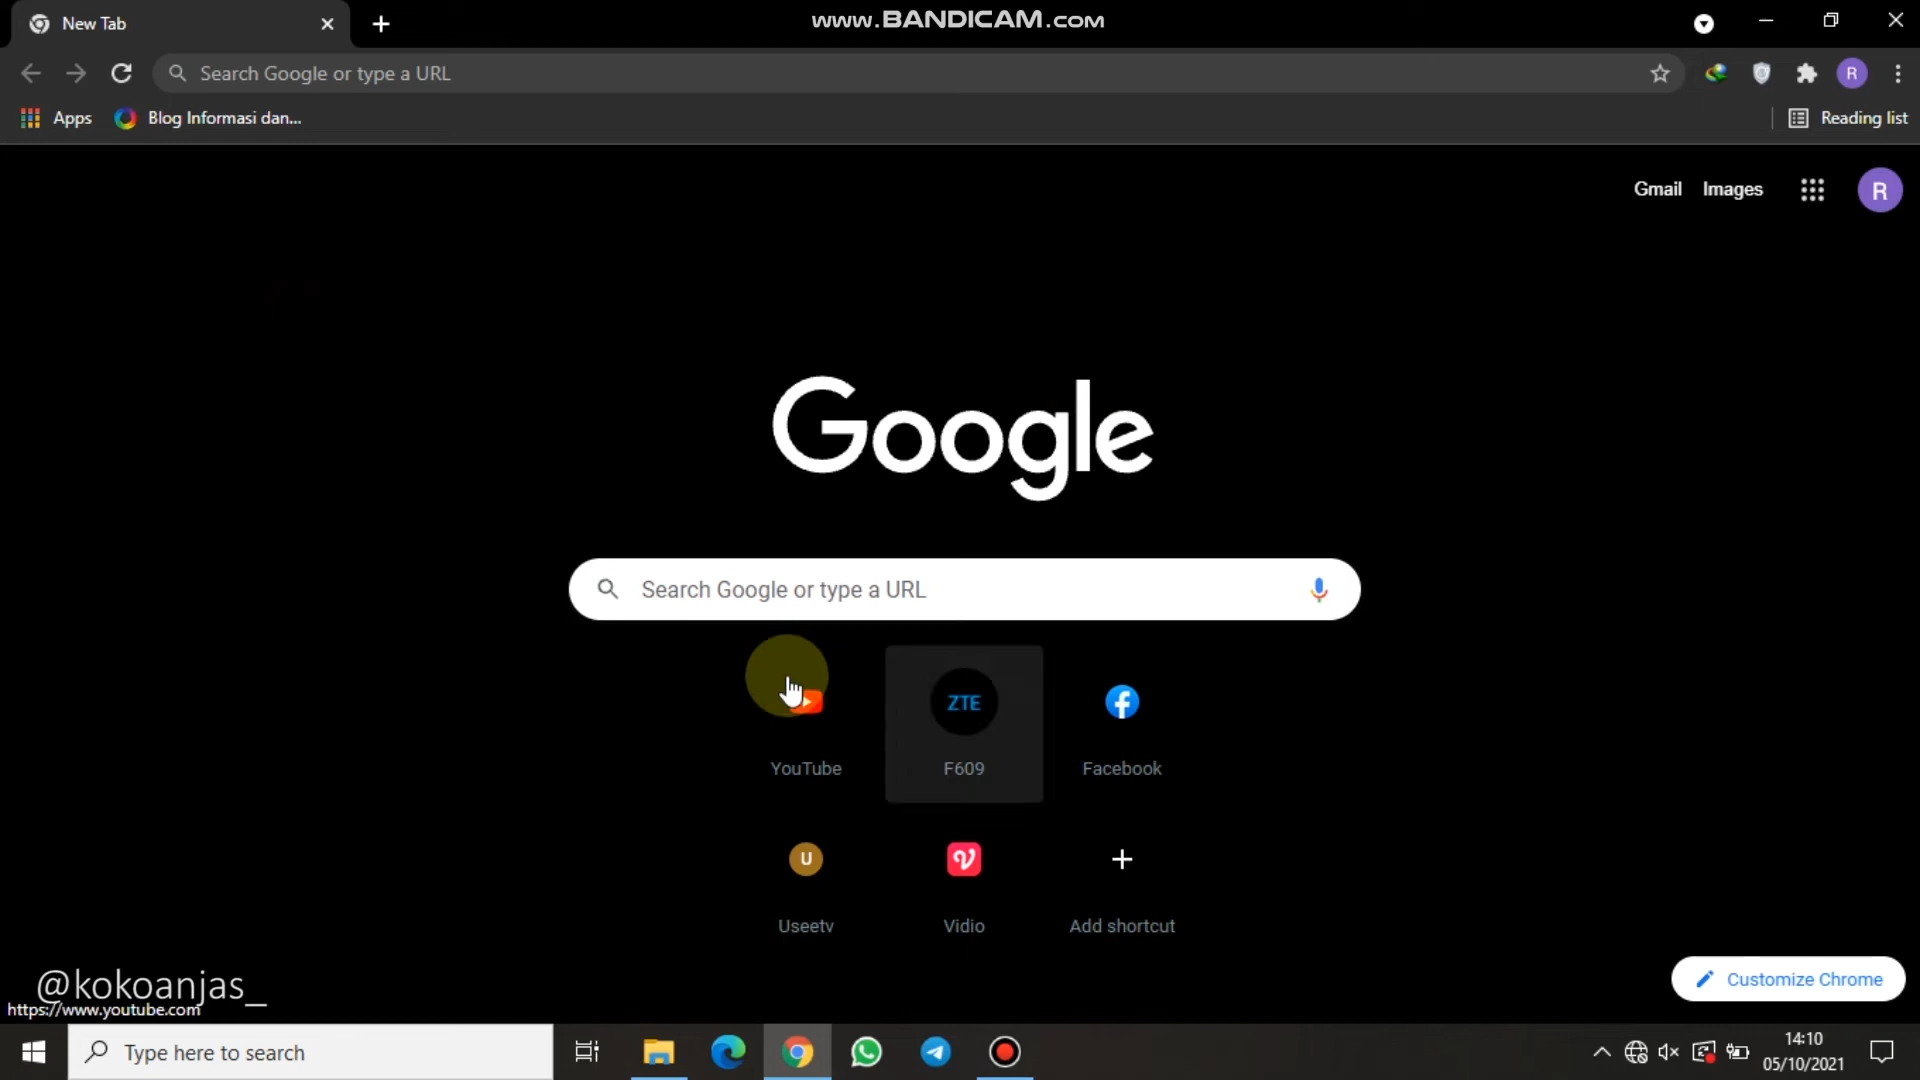 New Tab
www.BANDICAM.com
Search Google or type a URL
R
Apps
Blog Informasi dan...
Reading list
Gmail
Images
R
Google
Search Google or type a URL
ZTE
YouTube
F609
Facebook
U
Useetv
Vidio
Add shortcut
@kokoanjas_
Customize Chrome
https://www.youtube.com
Type here to search
14:10
05/10/2021